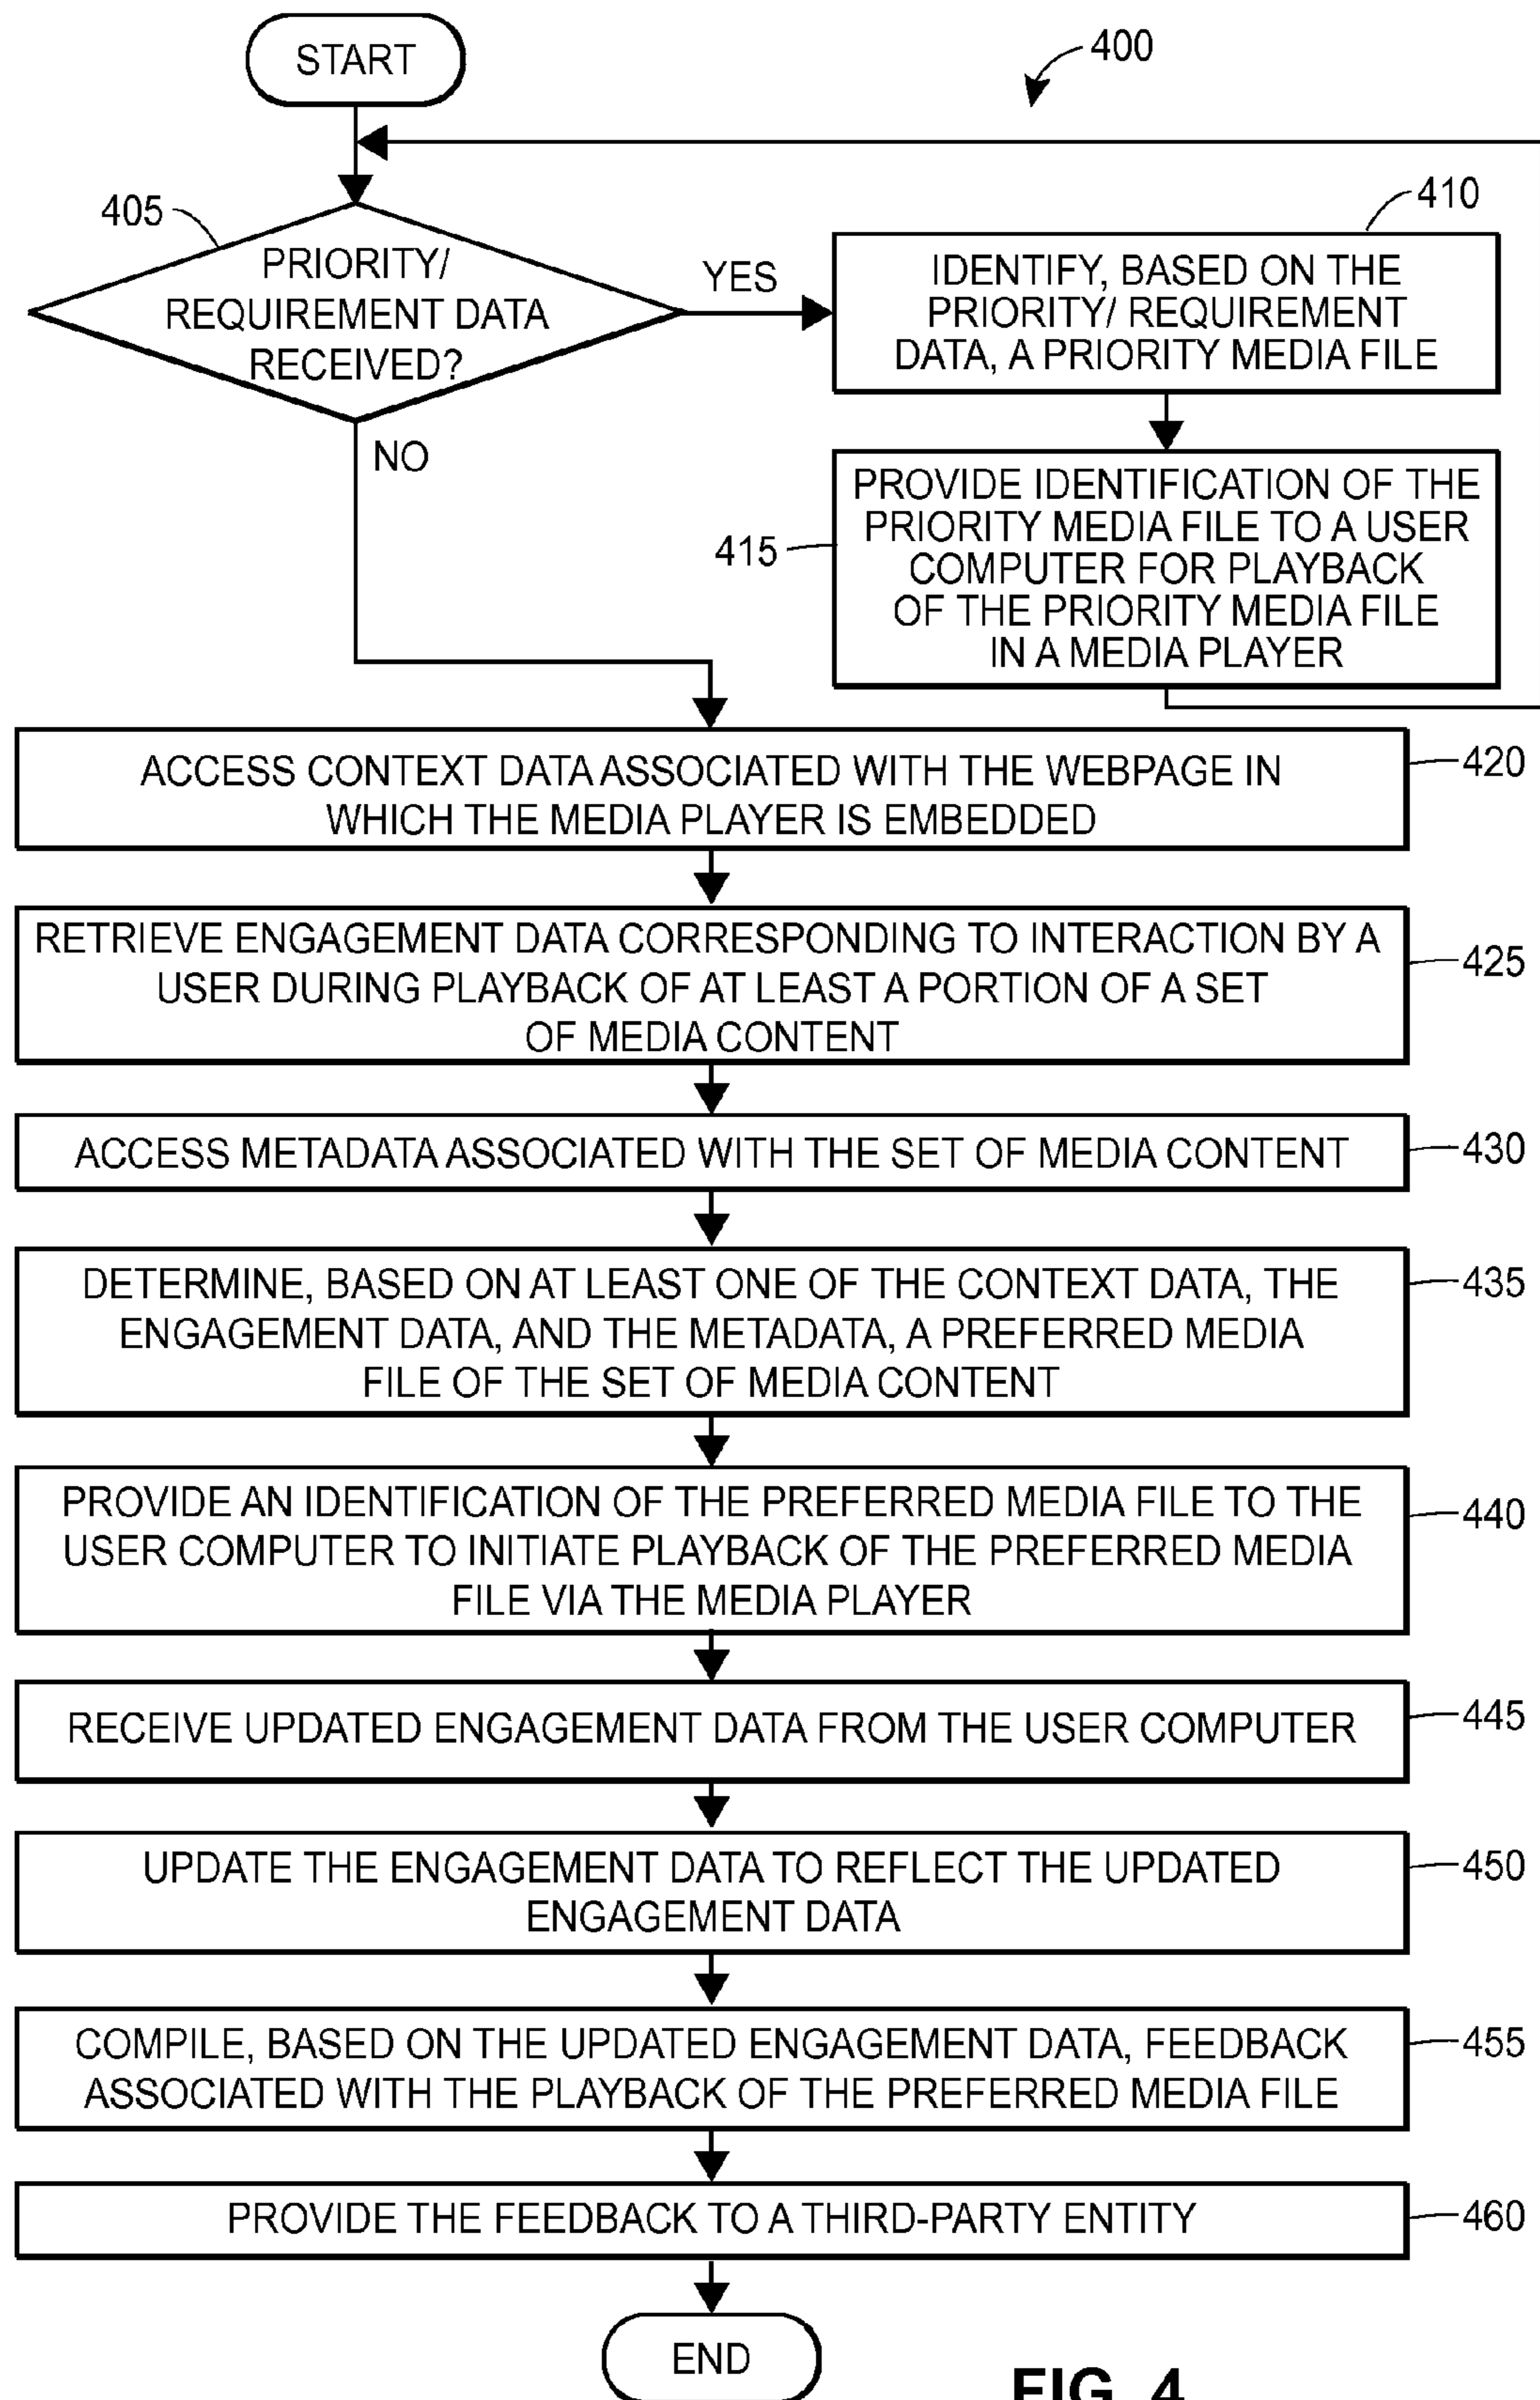 START
400
405
PRIORITY/
REQUIREMENT DATA
RECEIVED?
YES
NO
410
IDENTIFY, BASED ON THE
PRIORITY/ REQUIREMENT
DATA, A PRIORITY MEDIA FILE
415
PROVIDE IDENTIFICATION OF THE
PRIORITY MEDIA FILE TO A USER
COMPUTER FOR PLAYBACK
OF THE PRIORITY MEDIA FILE
IN A MEDIA PLAYER
ACCESS CONTEXT DATA ASSOCIATED WITH THE WEBPAGE IN
WHICH THE MEDIA PLAYER IS EMBEDDED
420
RETRIEVE ENGAGEMENT DATA CORRESPONDING TO INTERACTION BY A
USER DURING PLAYBACK OF AT LEAST A PORTION OF A SET
OF MEDIA CONTENT
425
ACCESS METADATA ASSOCIATED WITH THE SET OF MEDIA CONTENT
430
DETERMINE, BASED ON AT LEAST ONE OF THE CONTEXT DATA, THE
ENGAGEMENT DATA, AND THE METADATA, A PREFERRED MEDIA
FILE OF THE SET OF MEDIA CONTENT
435
PROVIDE AN IDENTIFICATION OF THE PREFERRED MEDIA FILE TO THE
USER COMPUTER TO INITIATE PLAYBACK OF THE PREFERRED MEDIA
FILE VIA THE MEDIA PLAYER
440
RECEIVE UPDATED ENGAGEMENT DATA FROM THE USER COMPUTER
445
UPDATE THE ENGAGEMENT DATA TO REFLECT THE UPDATED
ENGAGEMENT DATA
450
COMPILE, BASED ON THE UPDATED ENGAGEMENT DATA, FEEDBACK
ASSOCIATED WITH THE PLAYBACK OF THE PREFERRED MEDIA FILE
455
PROVIDE THE FEEDBACK TO A THIRD-PARTY ENTITY
460
END
FIG. 4